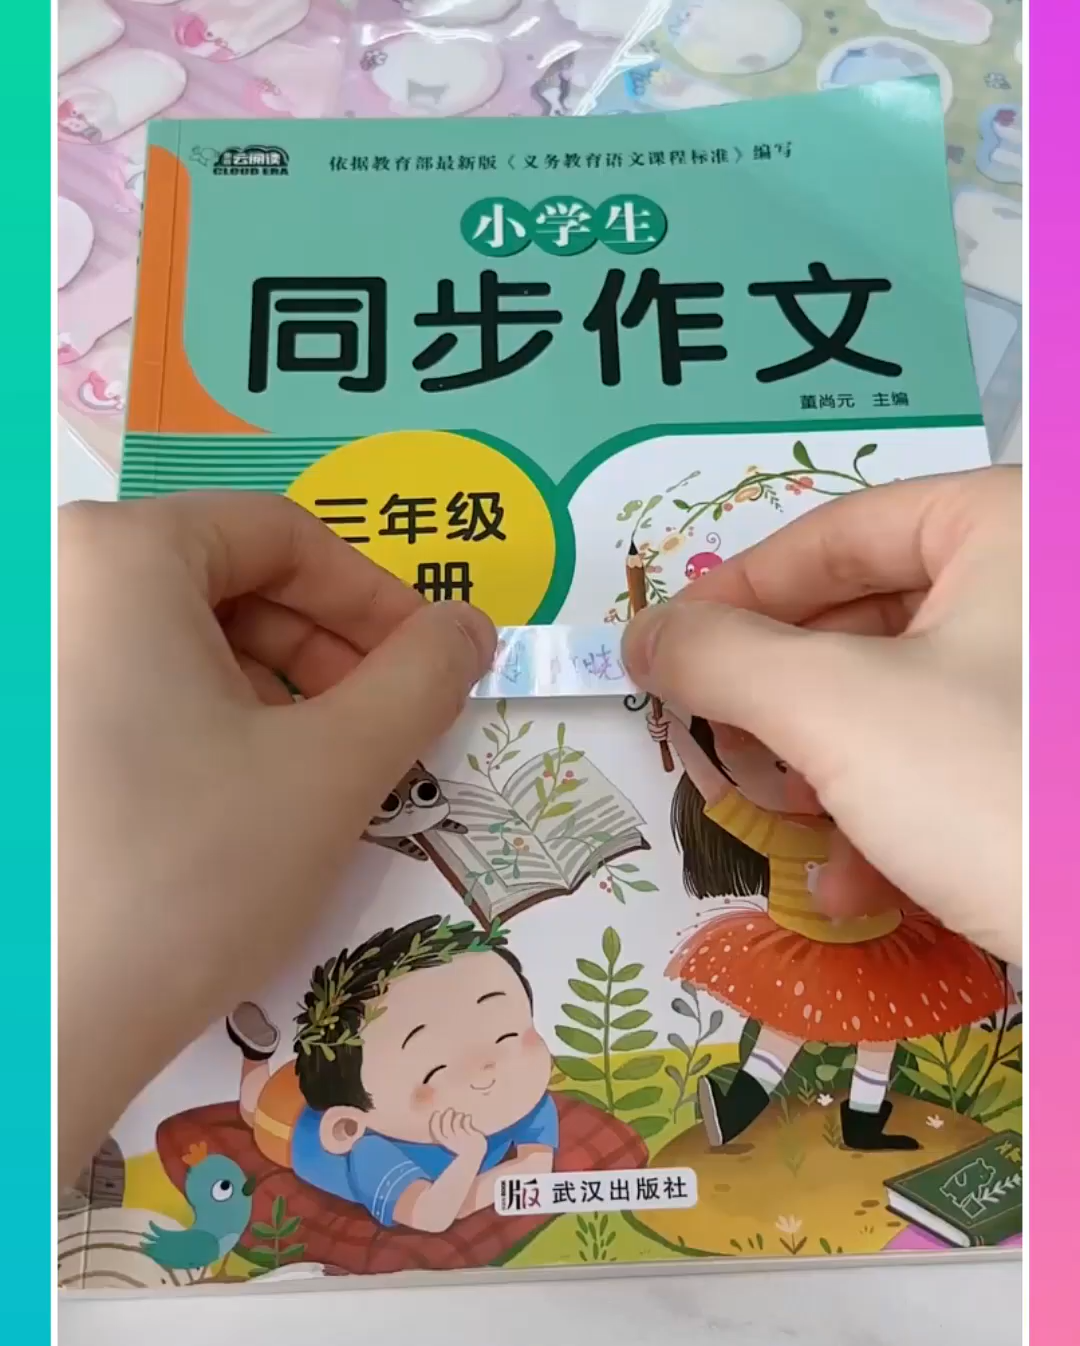 云阅读
CLOUD ERA
依据教育部最新版《义务教育语文课程标准》编写
小学生
同步作文
董尚元 主编
三年级
册
晓
武汉出版社